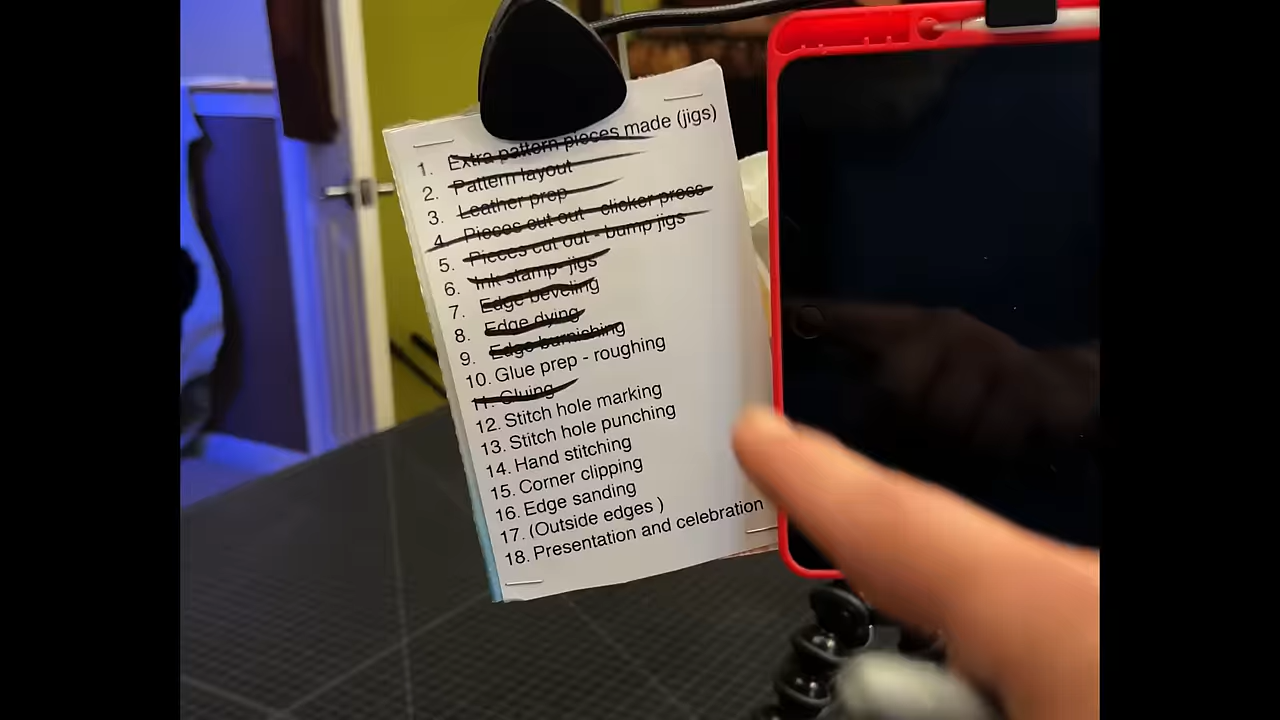 1. Extra pattern pieces made (jigs)
2. Pattern layout
3. Leather prep
4. Pieces cut out - clicker press
5. Pieces cut out - bump jigs
6. Ink stamp jigs
7. Edge beveling
8. Edge dying
9. Edge burnishing
10. Glue prep - roughing
11. Gluing
12. Stitch hole marking
13. Stitch hole punching
14. Hand stitching
15. Corner clipping
16. Edge sanding
17. (Outside edges )
18. Presentation and celebration